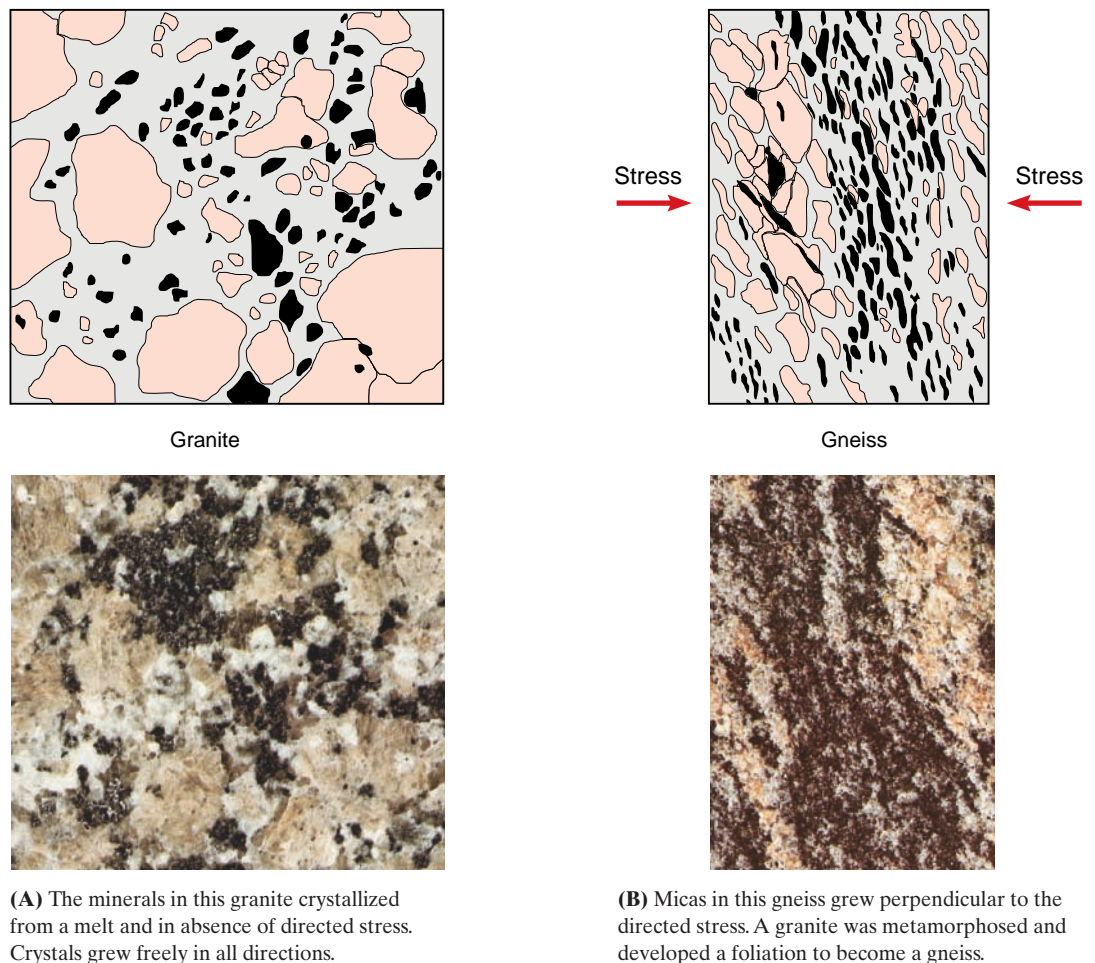 Stress
Stress
Granite
Gneiss
(A) The minerals in this granite crystallized
from a melt and in absence of directed stress.
Crystals grew freely in all directions.
(B) Micas in this gneiss grew perpendicular to the
directed stress. A granite was metamorphosed and
developed a foliation to become a gneiss.